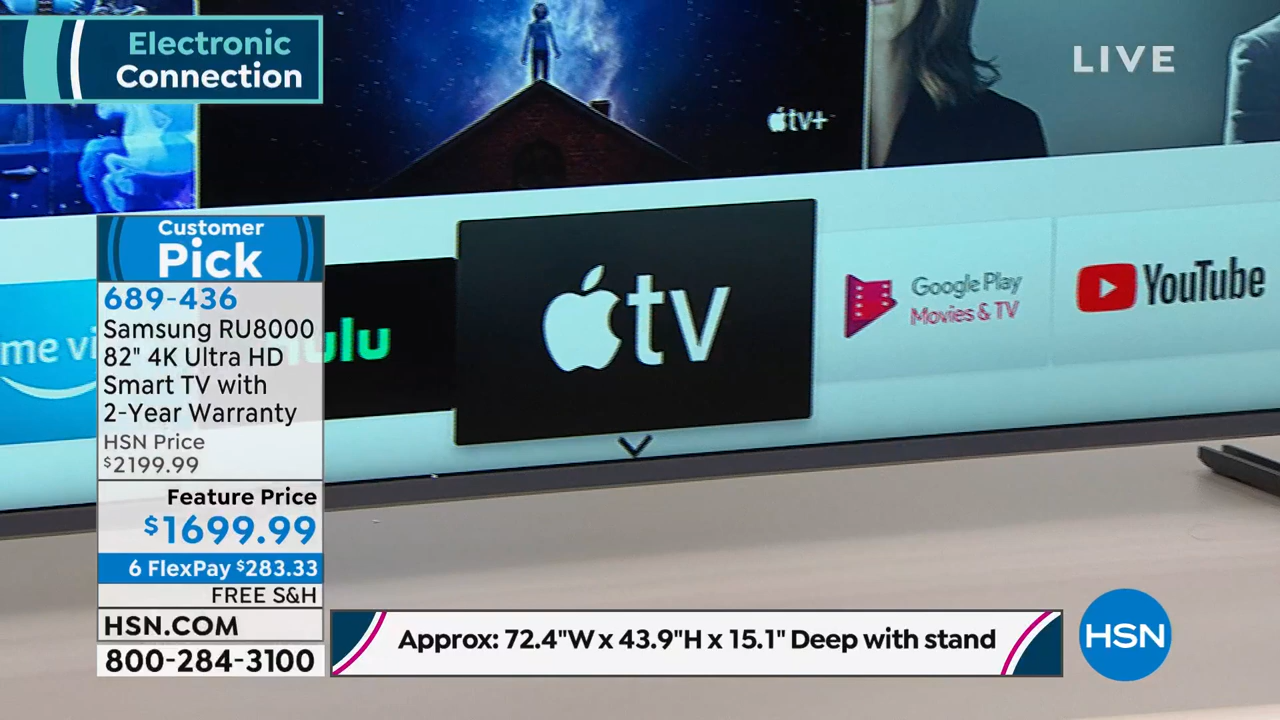 Electronic
Connection
LIVE
tv+
Customer
Pick
689-436
Samsung RU8000
82" 4K Ultra HD
Smart TV with
2-Year Warranty
HSN Price
$2199.99
Feature Price
$1699.99
6 FlexPay $283.33
FREE S&H
HSN.COM
800-284-3100
me vi
hulu
tv
Google Play
Movies & TV
YouTube
Approx: 72.4"W x 43.9"H x 15.1" Deep with stand
HSN